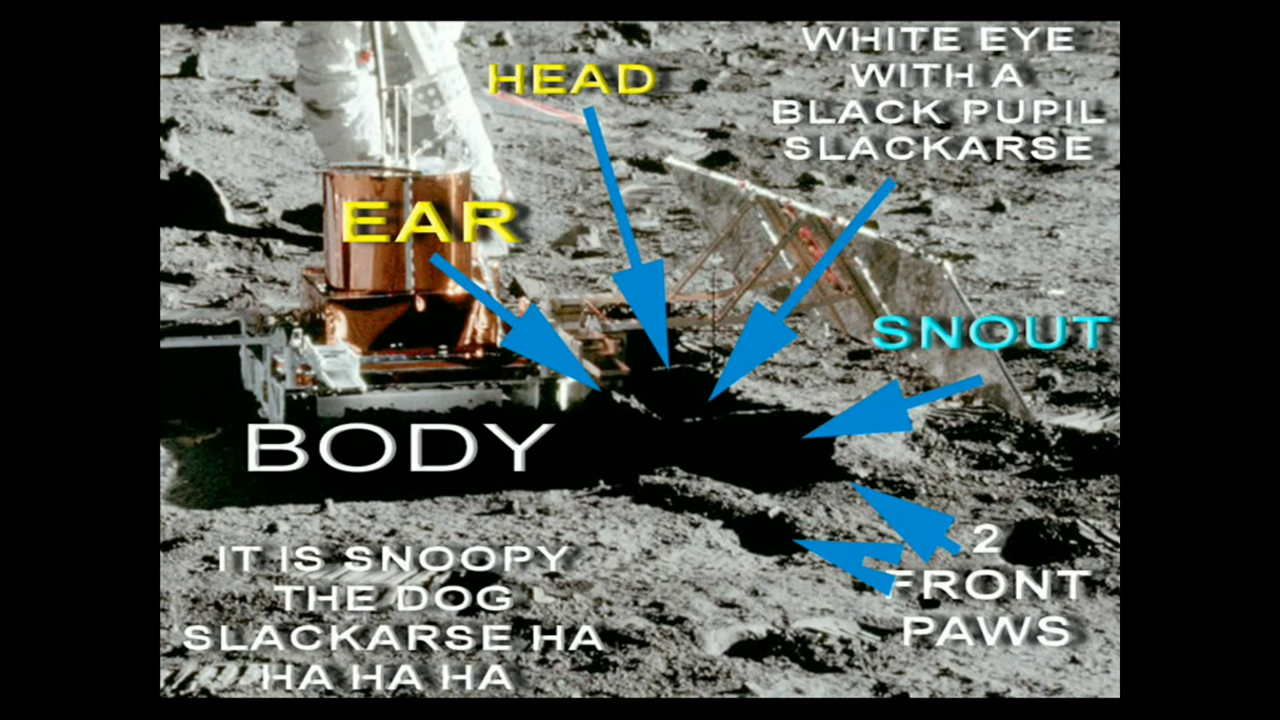 HEAD
WHITE EYE
WITH A
BLACK PUPIL
SLACKARSE
EAR
SNOUT
BODY
2
FRONT
PAWS
IT IS SNOOPY
THE DOG
SLACKARSE HA
HA HA HA